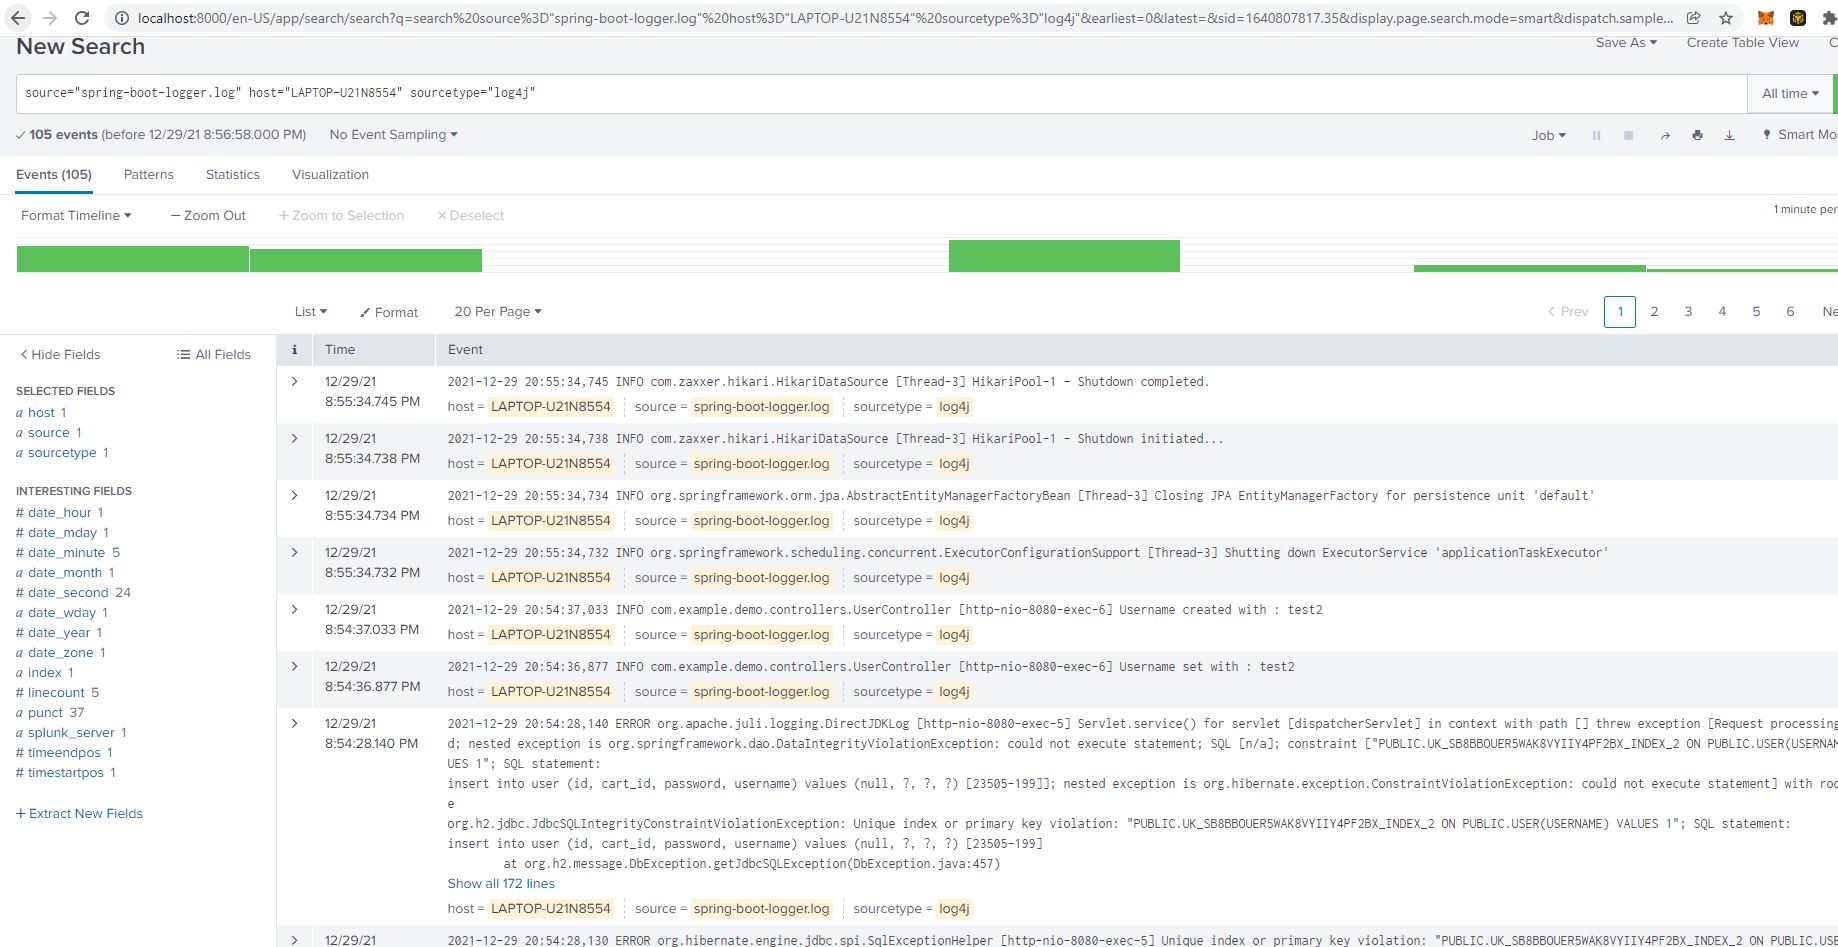 localhost:8000/en-US/app/search/search?q=search%20source%3D"spring-boot-logger.log"%20host%3D"LAPTOP-U21N8554"%20sourcetype%3D"log4j"&earliest=0&latest=&sid=1640807817.35&display.page.search.mode=smart&dispatch.sample...
New Search
Save As
Create Table View
C
source="spring-boot-logger.log" host="LAPTOP-U21N8554" sourcetype="log4j"
All time
105 events (before 12/29/21 8:56:58.000 PM)
No Event Sampling
Job
Smart Mo
Events (105)
Patterns
Statistics
Visualization
Format Timeline
— Zoom Out
+ Zoom to Selection
× Deselect
1 minute per
List
Format
20 Per Page
< Prev
1
2
3
4
5
6
Ne
< Hide Fields
All Fields
SELECTED FIELDS
a host 1
a source 1
a sourcetype 1
INTERESTING FIELDS
# date_hour 1
# date_mday 1
# date_minute 5
a date_month 1
# date_second 24
a date_wday 1
# date_year 1
a date_zone 1
a index 1
# linecount 5
a punct 37
a splunk_server 1
# timeendpos 1
# timestartpos 1
+ Extract New Fields
i
Time
Event
12/29/21
8:55:34.745 PM
2021-12-29 20:55:34,745 INFO com.zaxxer.hikari.HikariDataSource [Thread-3] HikariPool-1 - Shutdown completed.
host = LAPTOP-U21N8554 source = spring-boot-logger.log sourcetype = log4j
12/29/21
8:55:34.738 PM
2021-12-29 20:55:34,738 INFO com.zaxxer.hikari.HikariDataSource [Thread-3] HikariPool-1 - Shutdown initiated...
host = LAPTOP-U21N8554 source = spring-boot-logger.log sourcetype = log4j
12/29/21
8:55:34.734 PM
2021-12-29 20:55:34,734 INFO org.springframework.orm.jpa.AbstractEntityManagerFactoryBean [Thread-3] Closing JPA EntityManagerFactory for persistence unit 'default'
host = LAPTOP-U21N8554 source = spring-boot-logger.log sourcetype = log4j
12/29/21
8:55:34.732 PM
2021-12-29 20:55:34,732 INFO org.springframework.scheduling.concurrent.ExecutorConfigurationSupport [Thread-3] Shutting down ExecutorService 'applicationTaskExecutor'
host = LAPTOP-U21N8554 source = spring-boot-logger.log sourcetype = log4j
12/29/21
8:54:37.033 PM
2021-12-29 20:54:37,033 INFO com.example.demo.controllers.UserController [http-nio-8080-exec-6] Username created with : test2
host = LAPTOP-U21N8554 source = spring-boot-logger.log sourcetype = log4j
12/29/21
8:54:36.877 PM
2021-12-29 20:54:36,877 INFO com.example.demo.controllers.UserController [http-nio-8080-exec-6] Username set with : test2
host = LAPTOP-U21N8554 source = spring-boot-logger.log sourcetype = log4j
12/29/21
8:54:28.140 PM
2021-12-29 20:54:28,140 ERROR org.apache.juli.logging.DirectJDKLog [http-nio-8080-exec-5] Servlet.service() for servlet [dispatcherServlet] in context with path [] threw exception [Request processing
d; nested exception is org.springframework.dao.DataIntegrityViolationException: could not execute statement; SQL [n/a]; constraint ["PUBLIC.UK_SB8BBOUER5WAK8VYIIY4PF2BX_INDEX_2 ON PUBLIC.USER(USERNAM
UES 1"; SQL statement:
insert into user (id, cart_id, password, username) values (null, ?, ?, ?) [23505-199]]; nested exception is org.hibernate.exception.ConstraintViolationException: could not execute statement] with roo
e
org.h2.jdbc.JdbcSQLIntegrityConstraintViolationException: Unique index or primary key violation: "PUBLIC.UK_SB8BBOUER5WAK8VYIIY4PF2BX_INDEX_2 ON PUBLIC.USER(USERNAME) VALUES 1"; SQL statement:
insert into user (id, cart_id, password, username) values (null, ?, ?, ?) [23505-199]
at org.h2.message.DbException.getJdbcSQLException(DbException.java:457)
Show all 172 lines
host = LAPTOP-U21N8554 source = spring-boot-logger.log sourcetype = log4j
12/29/21
2021-12-29 20:54:28,130 ERROR org.hibernate.engine.jdbc.spi.SqlExceptionHelper [http-nio-8080-exec-5] Unique index or primary key violation: "PUBLIC.UK_SB8BBOUER5WAK8VYIIY4PF2BX_INDEX_2 ON PUBLIC.USE